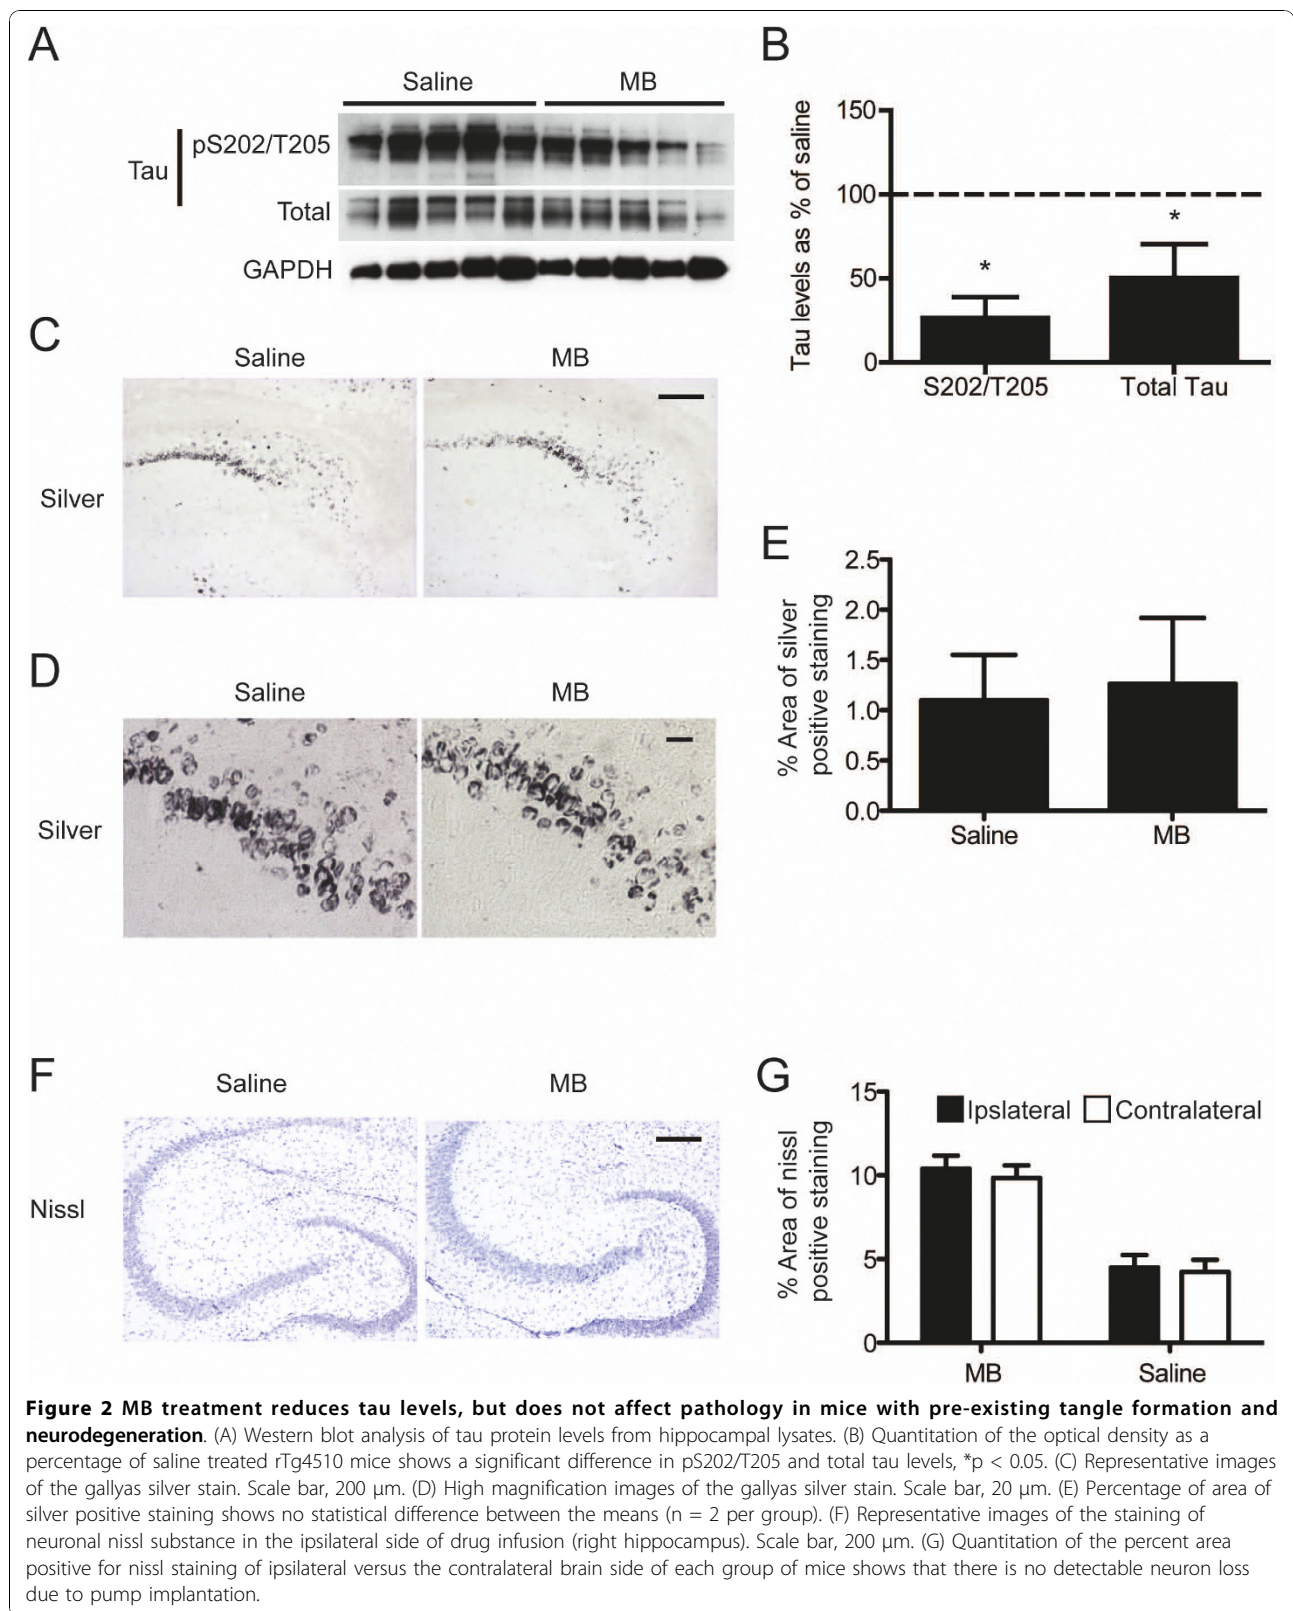 A
Saline MB
Tau
pS202/T205
Total
GAPDH
B
Tau levels as % of saline
150
100
50
0
*
*
S202/T205 Total Tau
C
Saline MB
Silver
D
Saline MB
Silver
E
% Area of silver
positive staining
2.5
2.0
1.5
1.0
0.5
0.0
Saline MB
F
Saline MB
Nissl
G
% Area of nissl
positive staining
15
10
5
0
Ipslateral Contralateral
MB Saline
Figure 2 MB treatment reduces tau levels, but does not affect pathology in mice with pre-existing tangle formation and
neurodegeneration. (A) Western blot analysis of tau protein levels from hippocampal lysates. (B) Quantitation of the optical density as a
percentage of saline treated rTg4510 mice shows a significant difference in pS202/T205 and total tau levels, *p < 0.05. (C) Representative images
of the gallyas silver stain. Scale bar, 200 μm. (D) High magnification images of the gallyas silver stain. Scale bar, 20 μm. (E) Percentage of area of
silver positive staining shows no statistical difference between the means (n = 2 per group). (F) Representative images of the staining of
neuronal nissl substance in the ipsilateral side of drug infusion (right hippocampus). Scale bar, 200 μm. (G) Quantitation of the percent area
positive for nissl staining of ipsilateral versus the contralateral brain side of each group of mice shows that there is no detectable neuron loss
due to pump implantation.